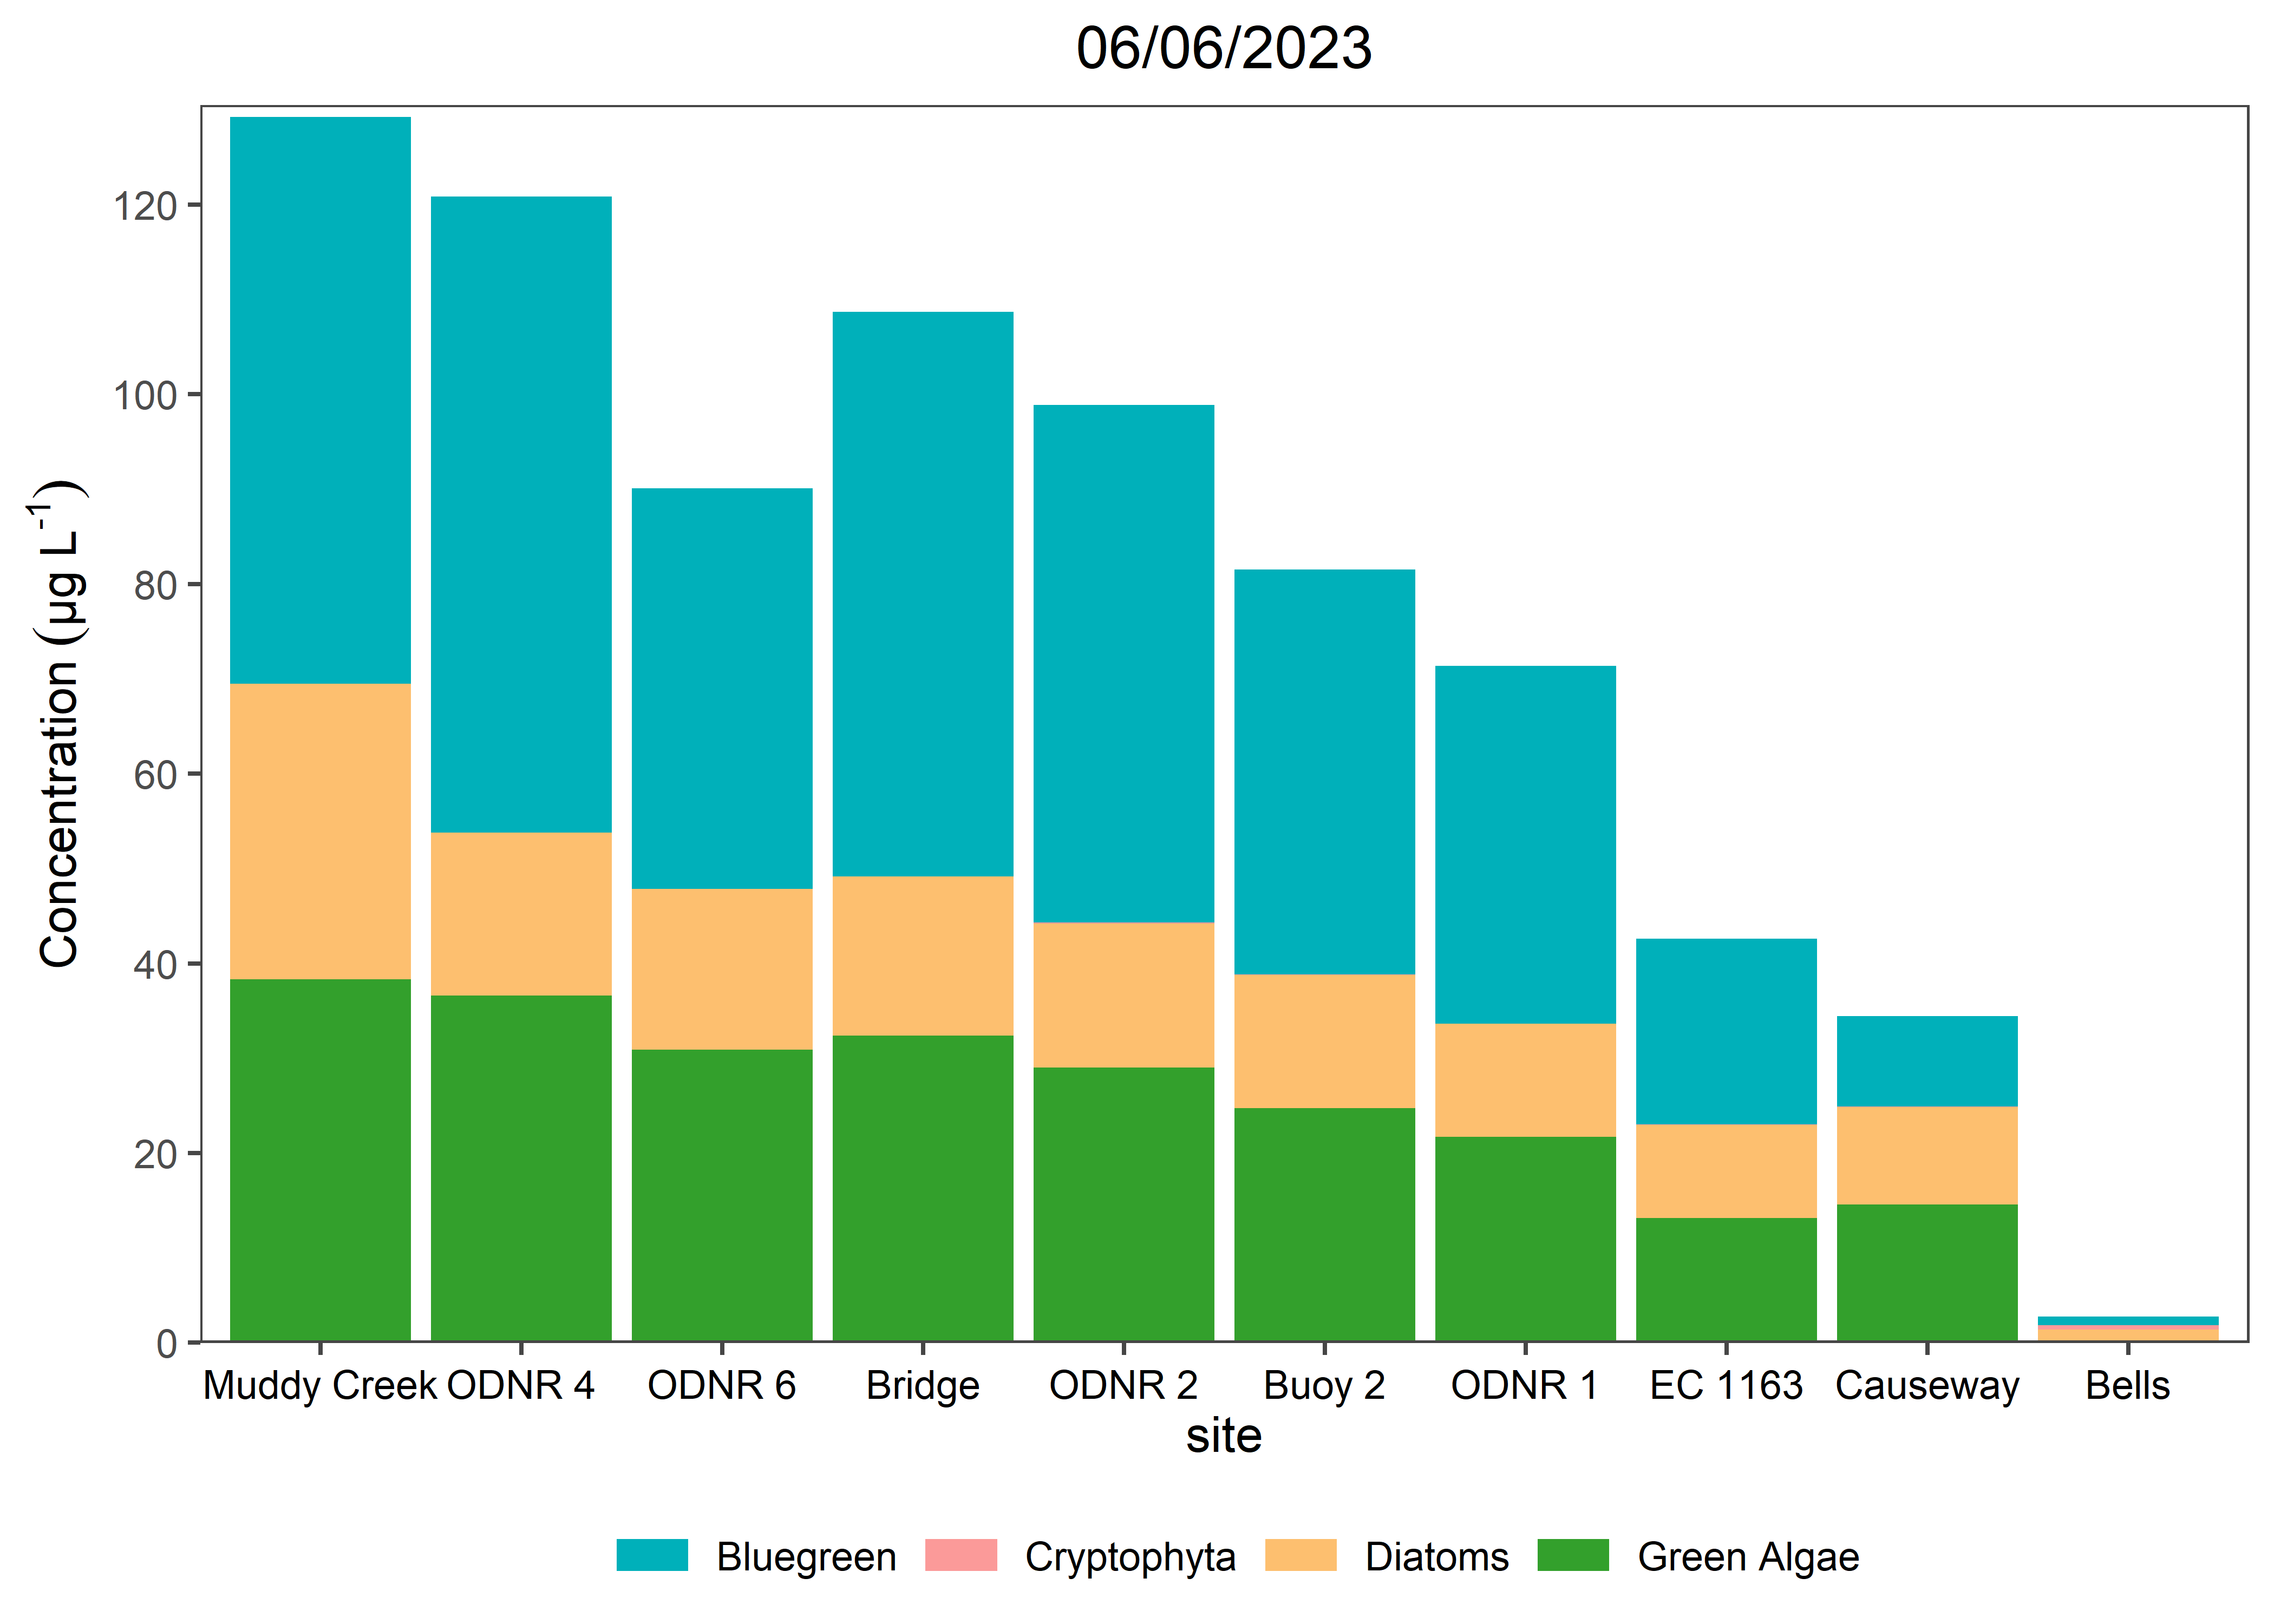 06/06/2023
Concentration (µg L⁻¹)
120
100
80
60
40
20
0
Muddy Creek ODNR 4 ODNR 6 Bridge ODNR 2 Buoy 2 ODNR 1 EC 1163 Causeway Bells
site
Bluegreen Cryptophyta Diatoms Green Algae